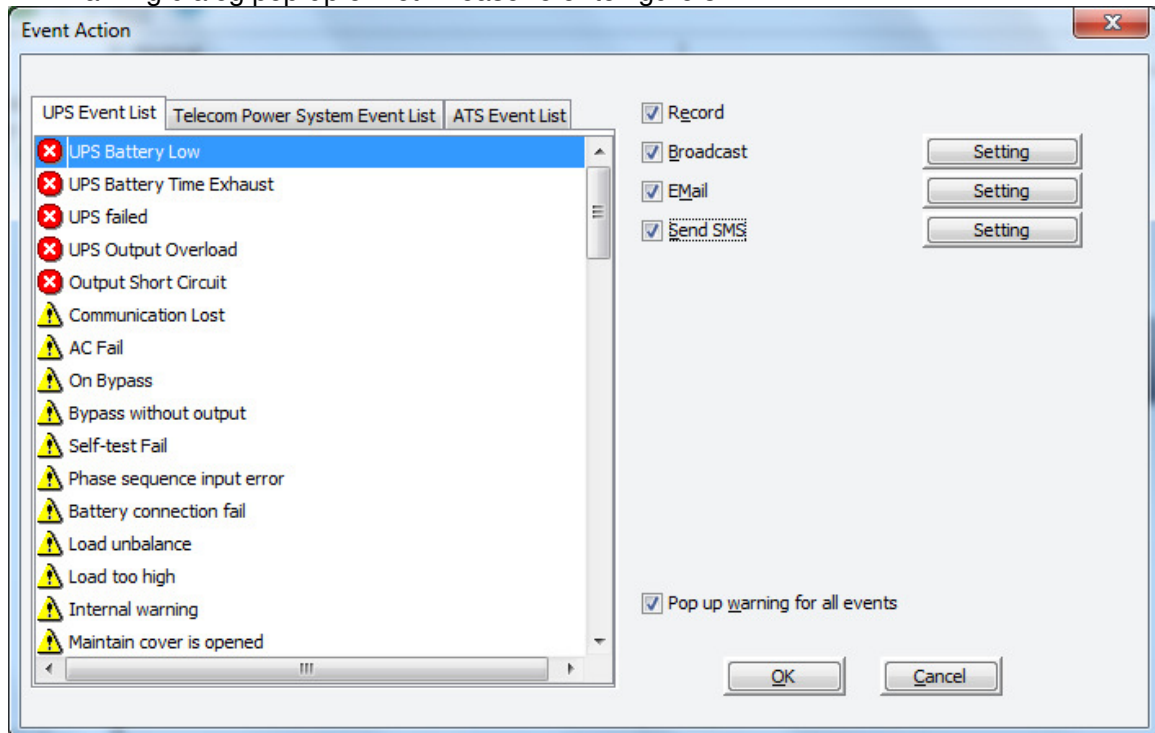 Event Action
UPS Event List
Telecom Power System Event List
ATS Event List
UPS Battery Low
UPS Battery Time Exhaust
UPS failed
UPS Output Overload
Output Short Circuit
Communication Lost
AC Fail
On Bypass
Bypass without output
Self-test Fail
Phase sequence input error
Battery connection fail
Load unbalance
Load too high
Internal warning
Maintain cover is opened
Record
Broadcast
Setting
EMail
Setting
Send SMS
Setting
Pop up warning for all events
OK
Cancel